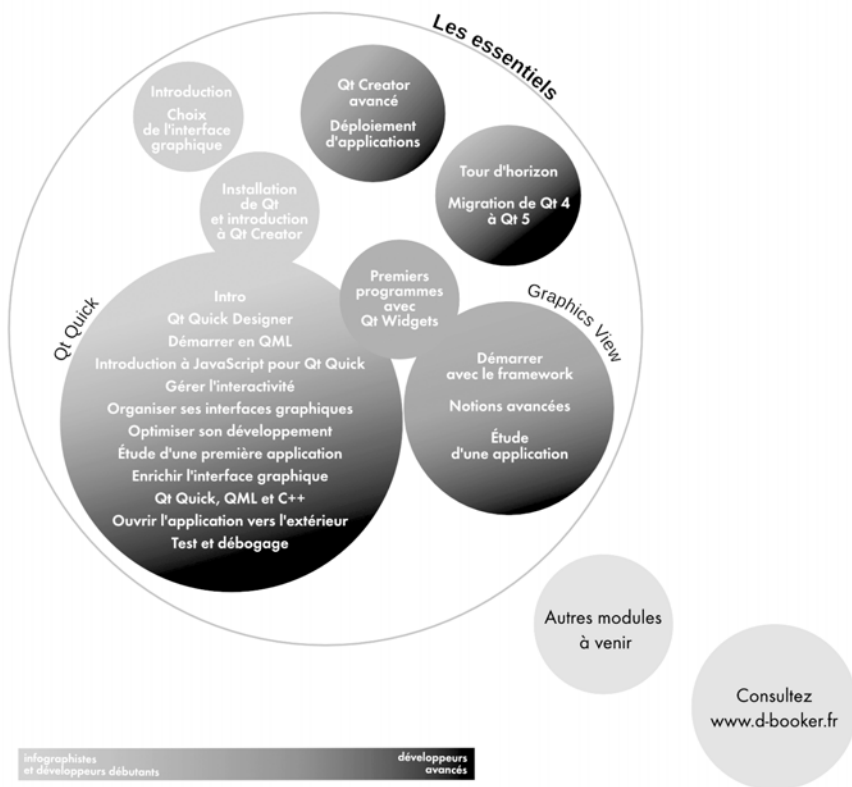 Les essentiels
Introduction
Choix
de l'interface
graphique
Qt Creator
avancé
Déploiement
d'applications
Tour d'horizon
Migration de Qt 4
à Qt 5
Installation
de Qt
et introduction
à Qt Creator
Premiers
programmes
avec
Qt Widgets
Qt Quick
Intro
Qt Quick Designer
Démarrer en QML
Introduction à JavaScript pour Qt Quick
Gérer l'interactivité
Organiser ses interfaces graphiques
Optimiser son développement
Étude d'une première application
Enrichir l'interface graphique
Qt Quick, QML et C++
Ouvrir l'application vers l'extérieur
Test et débogage
Graphics View
Démarrer
avec le framework
Notions avancées
Étude
d'une application
Autres modules
à venir
Consultez
www.d-booker.fr
infographistes
et développeurs débutants
développeurs
avancés